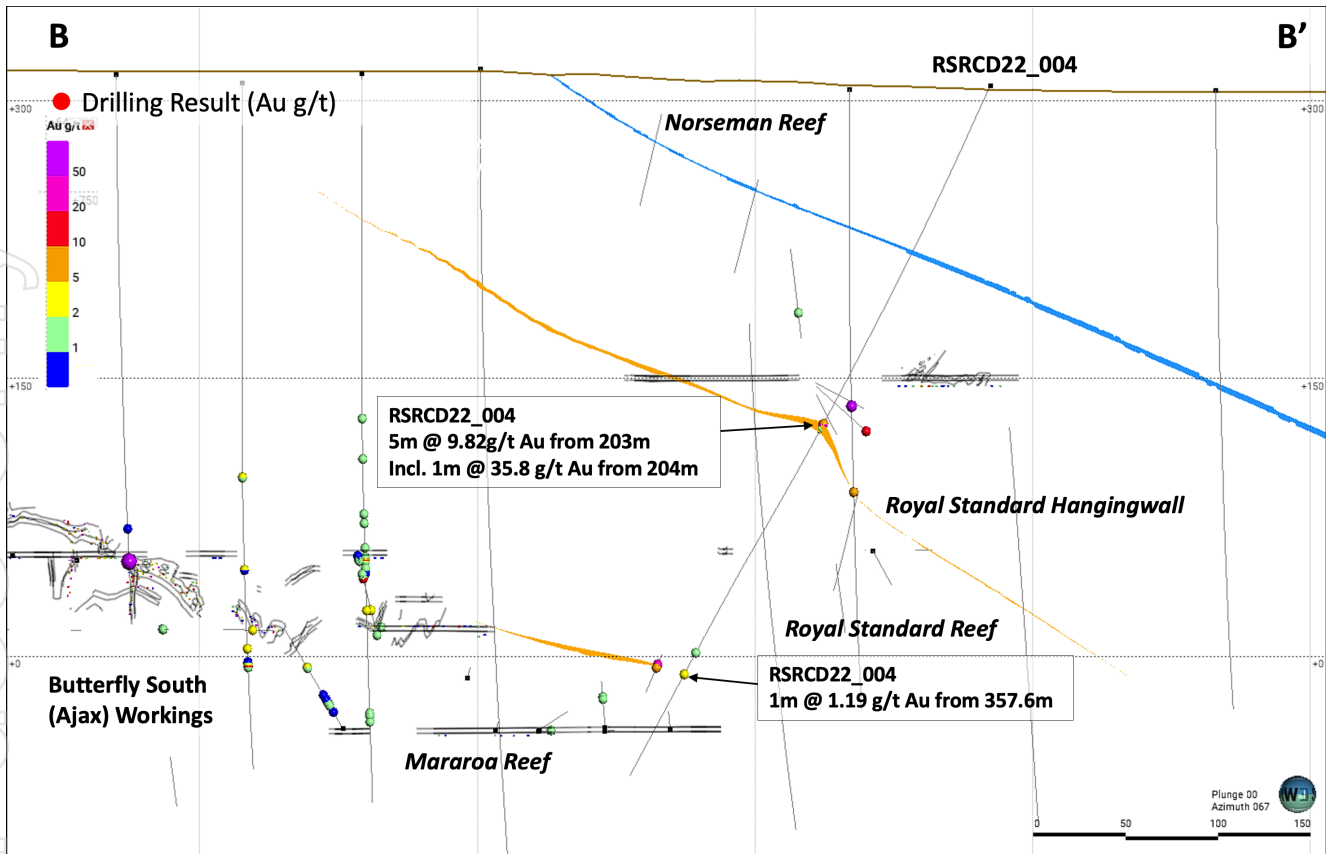 B
B’
RSRCD22_004
Drilling Result (Au g/t)
+300
+300
Au g/t
50
20
10
5
2
1
+750
Norseman Reef
+150
+150
RSRCD22_004
5m @ 9.82g/t Au from 203m
Incl. 1m @ 35.8 g/t Au from 204m
Royal Standard Hangingwall
Royal Standard Reef
+0
+0
RSRCD22_004
1m @ 1.19 g/t Au from 357.6m
Butterfly South
(Ajax) Workings
Mararoa Reef
Plunge 00
Azimuth 067
W
0 50 100 150